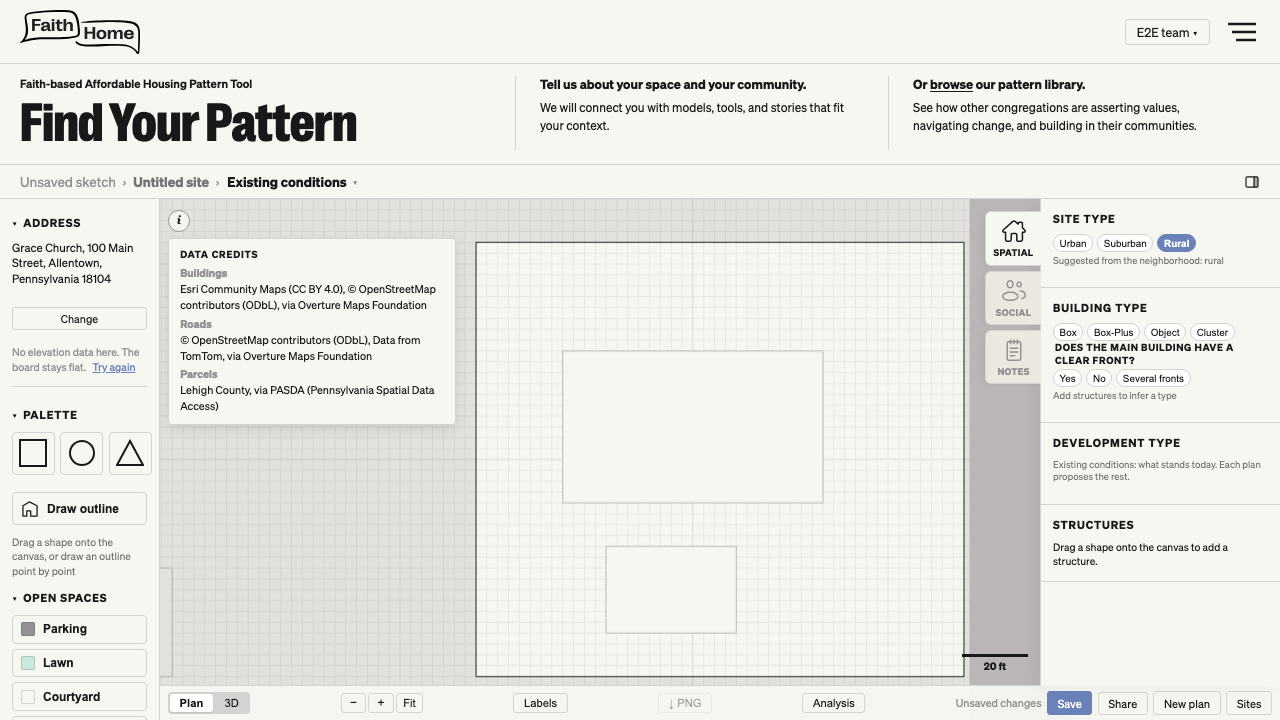 Faith Home
E2E team ▾
Faith-based Affordable Housing Pattern Tool
Find Your Pattern
Tell us about your space and your community.
We will connect you with models, tools, and stories that fit
your context.
Or browse our pattern library.
See how other congregations are asserting values,
navigating change, and building in their communities.
Unsaved sketch › Untitled site › Existing conditions ▾
▾ ADDRESS
Grace Church, 100 Main
Street, Allentown,
Pennsylvania 18104
Change
No elevation data here. The
board stays flat. Try again
▾ PALETTE
Draw outline
Drag a shape onto the
canvas, or draw an outline
point by point
▾ OPEN SPACES
Parking
Lawn
Courtyard
i
DATA CREDITS
Buildings
Esri Community Maps (CC BY 4.0), © OpenStreetMap
contributors (ODbL), via Overture Maps Foundation
Roads
© OpenStreetMap contributors (ODbL), Data from
TomTom, via Overture Maps Foundation
Parcels
Lehigh County, via PASDA (Pennsylvania Spatial Data
Access)
20 ft
SPATIAL
SOCIAL
NOTES
SITE TYPE
Urban Suburban Rural
Suggested from the neighborhood: rural
BUILDING TYPE
Box Box-Plus Object Cluster
DOES THE MAIN BUILDING HAVE A
CLEAR FRONT?
Yes No Several fronts
Add structures to infer a type
DEVELOPMENT TYPE
Existing conditions: what stands today. Each plan
proposes the rest.
STRUCTURES
Drag a shape onto the canvas to add a
structure.
Plan 3D − + Fit Labels ↓ PNG Analysis Unsaved changes Save Share New plan Sites